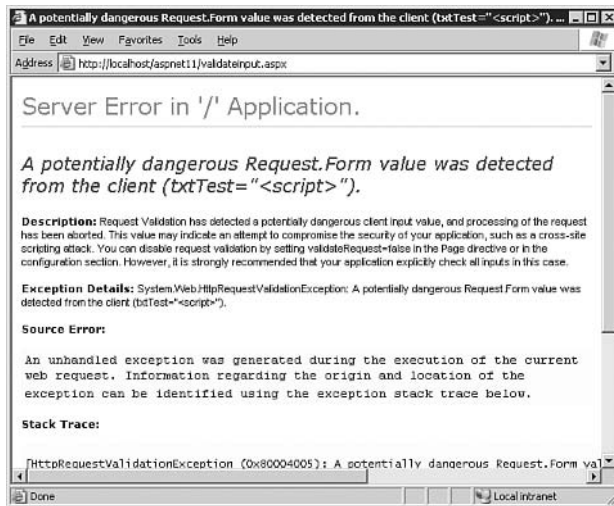 A potentially dangerous Request.Form value was detected from the client (txtTest="<script>"). ...
File Edit View Favorites Tools Help
Address http://localhost/aspnet11/validateinput.aspx
Server Error in '/' Application.
A potentially dangerous Request.Form value was detected
from the client (txtTest="<script>").
Description: Request Validation has detected a potentially dangerous client input value, and processing of the request
has been aborted. This value may indicate an attempt to compromise the security of your application, such as a cross-site
scripting attack. You can disable request validation by setting validateRequest=false in the Page directive or in the
configuration section. However, it is strongly recommended that your application explicitly check all inputs in this case.
Exception Details: System.Web.HttpRequestValidationException: A potentially dangerous Request.Form value was
detected from the client (txtTest="<script>").
Source Error:
An unhandled exception was generated during the execution of the current
web request. Information regarding the origin and location of the
exception can be identified using the exception stack trace below.
Stack Trace:
[HttpRequestValidationException (0x80004005): A potentially dangerous Request.Form val
Done Local intranet